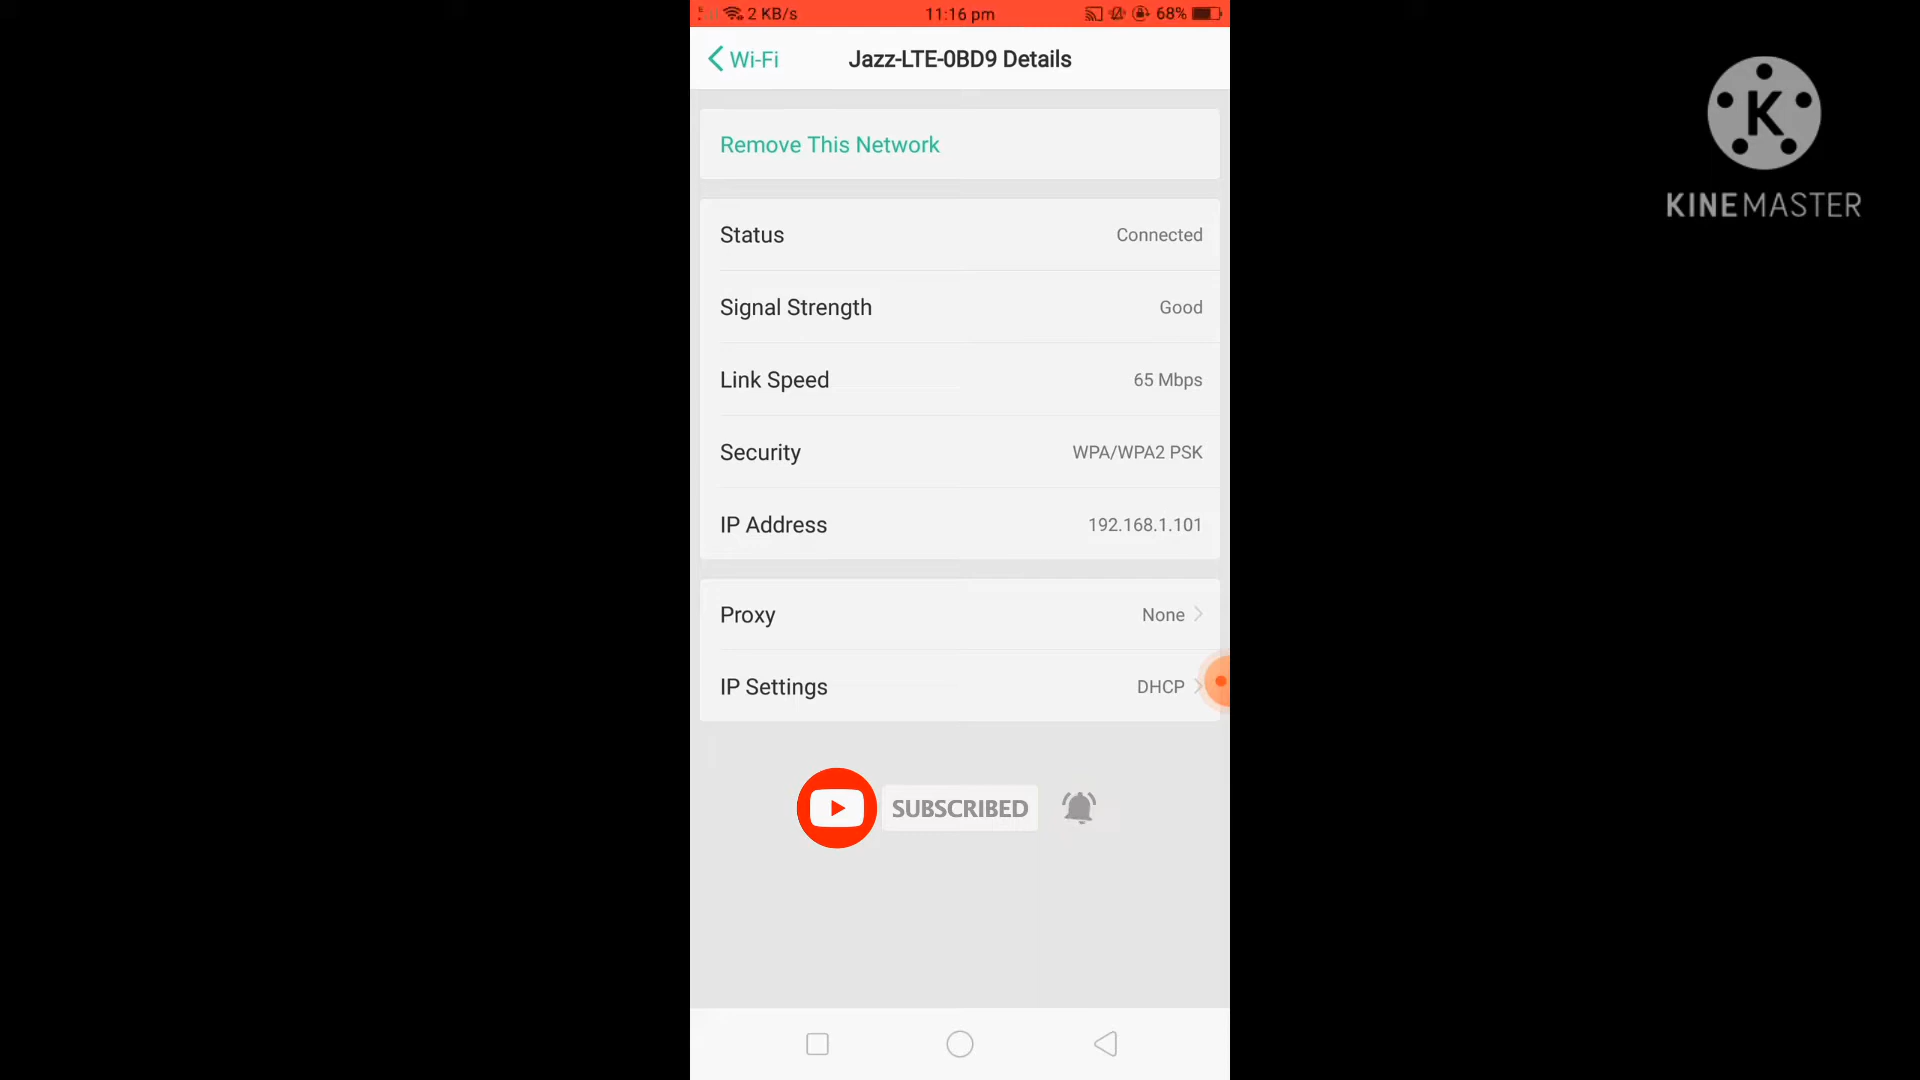 2 KB/s 11:16 pm 68%
Wi-Fi Jazz-LTE-0BD9 Details
K
KINEMASTER
Remove This Network
Status Connected
Signal Strength Good
Link Speed 65 Mbps
Security WPA/WPA2 PSK
IP Address 192.168.1.101
Proxy None
IP Settings DHCP
SUBSCRIBED